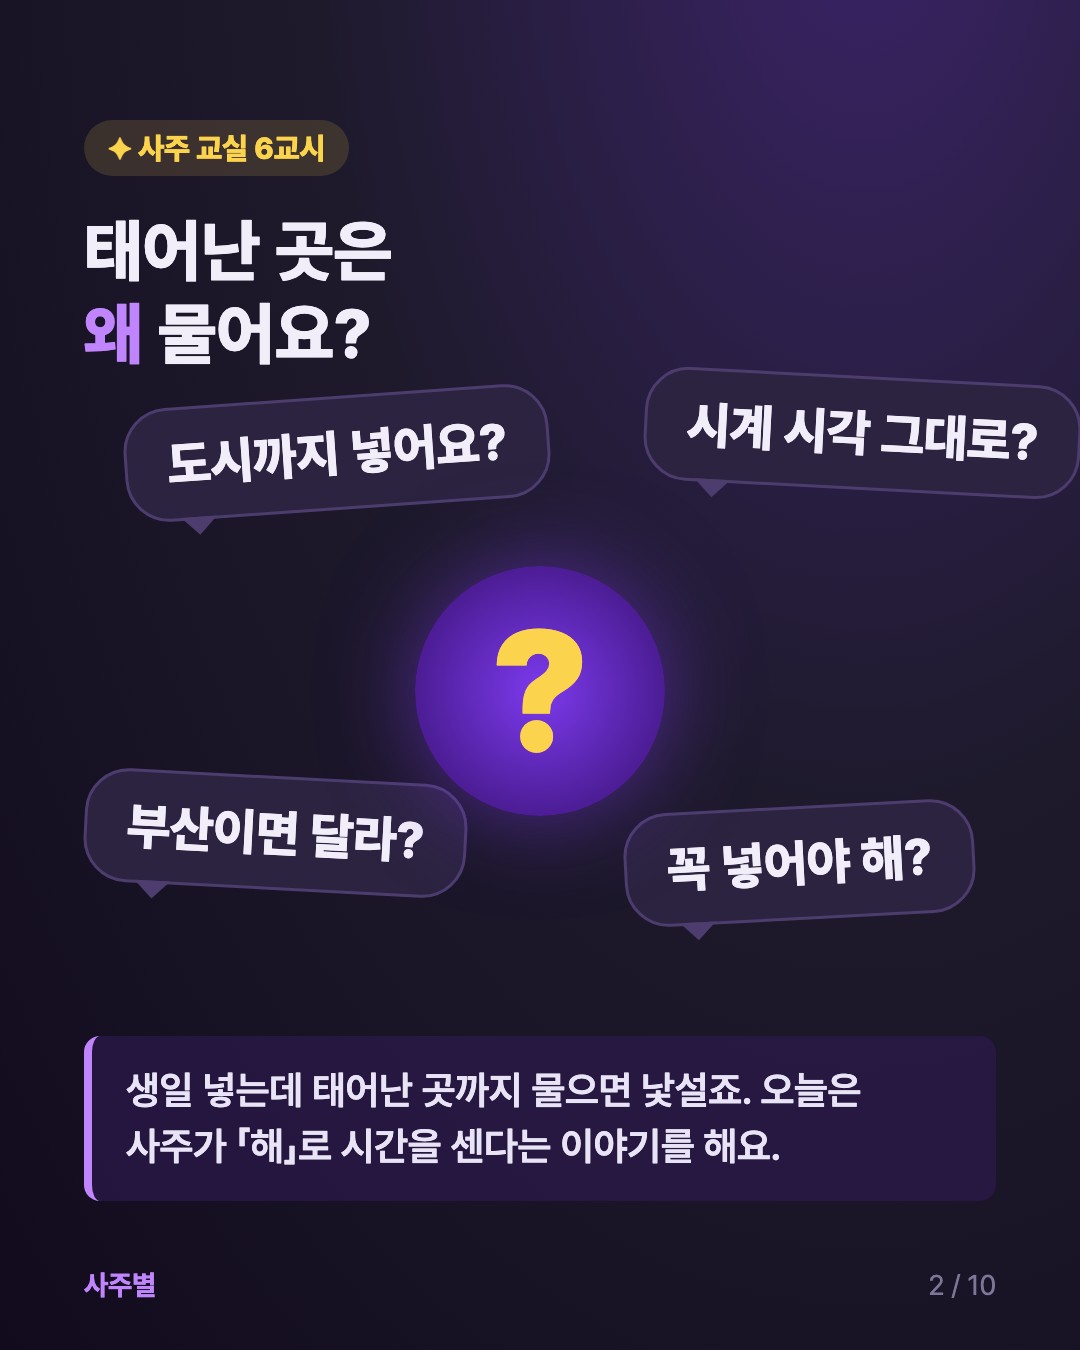 ✦ 사주 교실 6교시
태어난 곳은
왜 물어요?
도시까지 넣어요?
시계 시각 그대로?
?
부산이면 달라?
꼭 넣어야 해?
생일 넣는데 태어난 곳까지 물으면 낯설죠. 오늘은
사주가 「해」로 시간을 센다는 이야기를 해요.
사주별
2 / 10